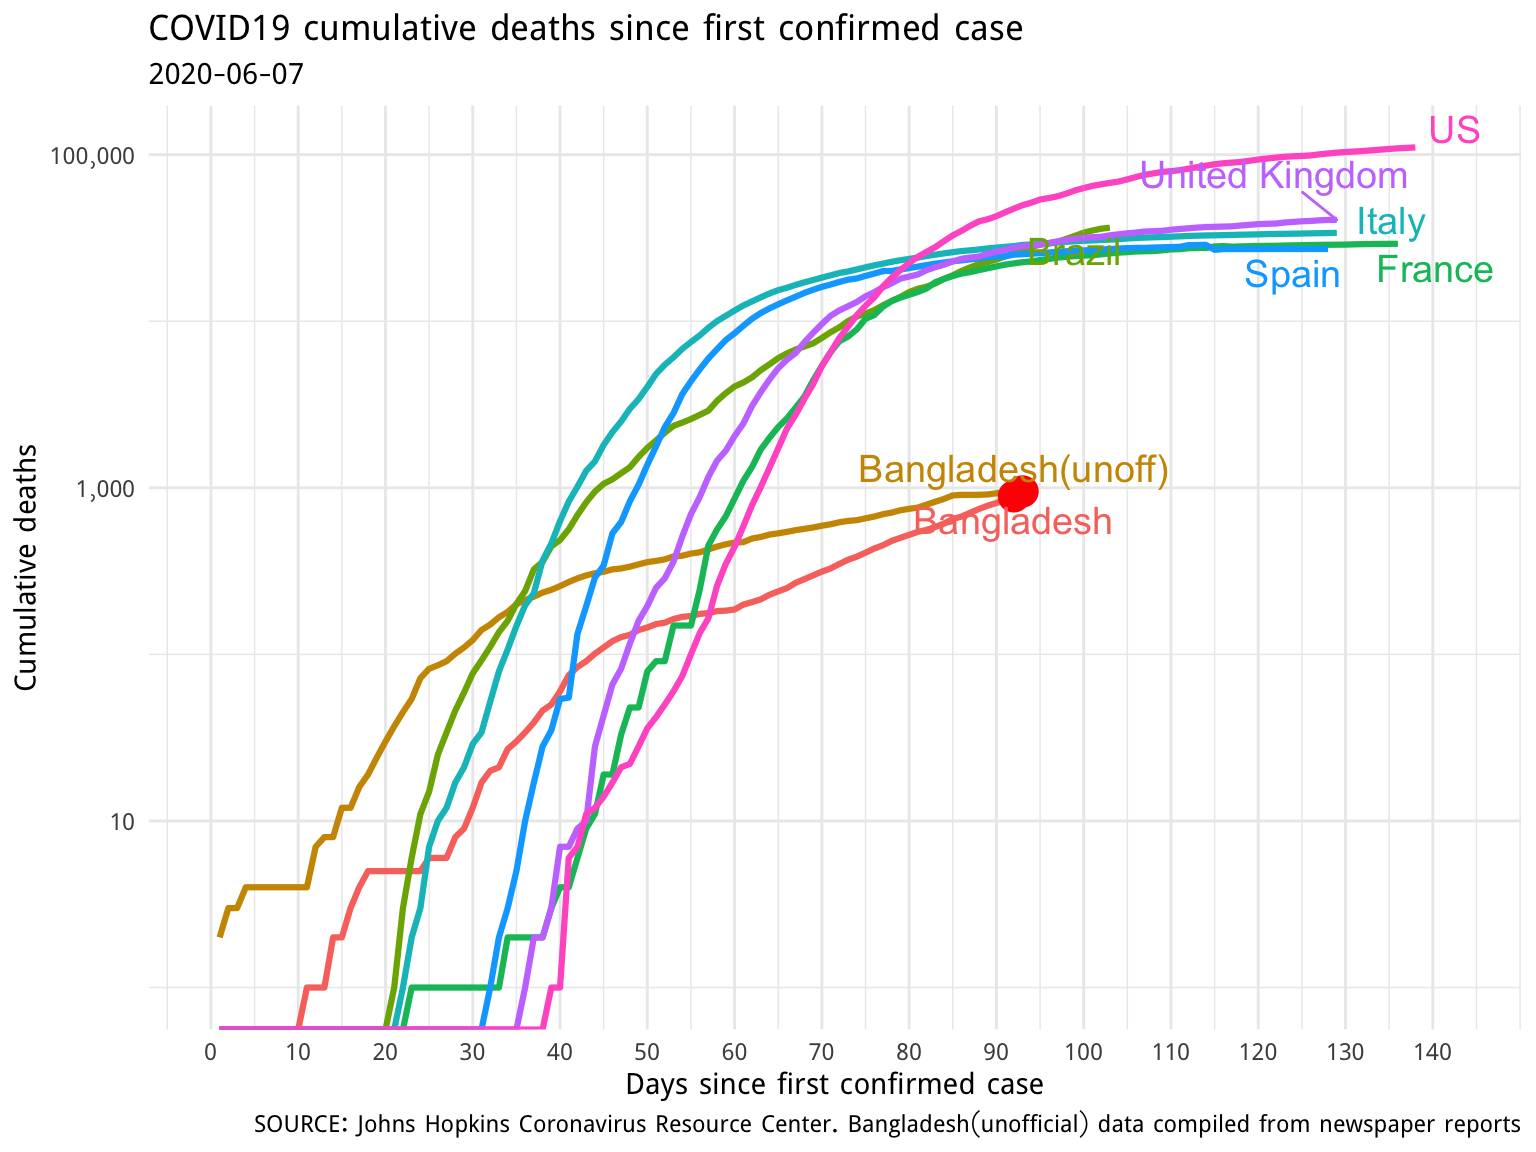 COVID19 cumulative deaths since first confirmed case
2020-06-07
100,000
1,000
10
Cumulative deaths
US
United Kingdom
Italy
Brazil
France
Spain
Bangladesh(unoff)
Bangladesh
0 10 20 30 40 50 60 70 80 90 100 110 120 130 140
Days since first confirmed case
SOURCE: Johns Hopkins Coronavirus Resource Center. Bangladesh(unofficial) data compiled from newspaper reports